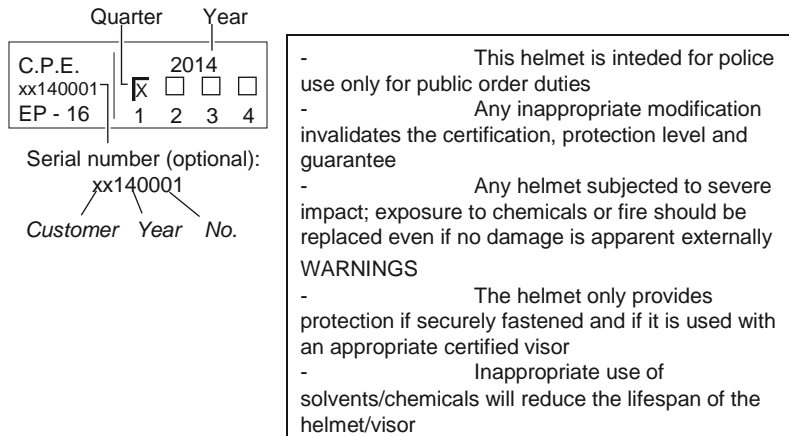 Quarter Year
C.P.E. 2014
xx140001 X
EP - 16 1 2 3 4
Serial number (optional):
xx140001
Customer Year No.
- This helmet is inteded for police
use only for public order duties
- Any inappropriate modification
invalidates the certification, protection level and
guarantee
- Any helmet subjected to severe
impact; exposure to chemicals or fire should be
replaced even if no damage is apparent externally
WARNINGS
- The helmet only provides
protection if securely fastened and if it is used with
an appropriate certified visor
- Inappropriate use of
solvents/chemicals will reduce the lifespan of the
helmet/visor